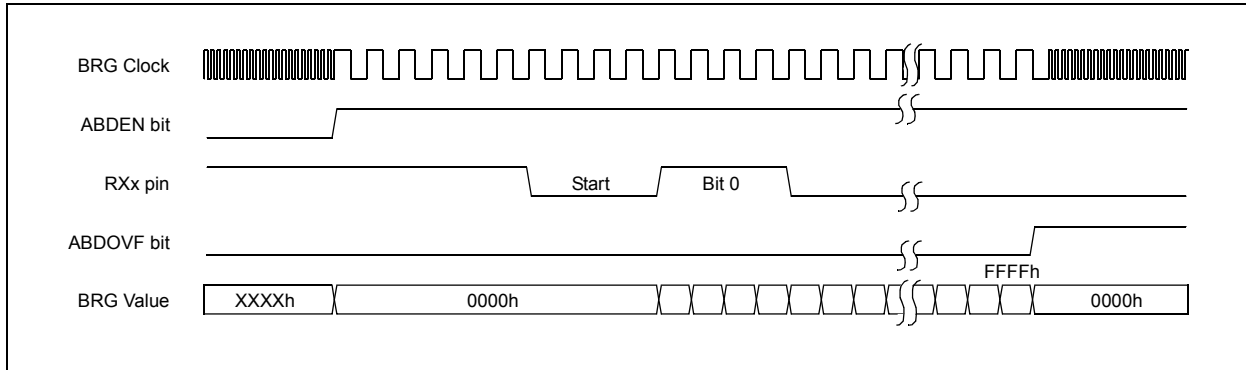 BRG Clock
ABDEN bit
RXx pin
Start
Bit 0
ABDOVF bit
FFFFh
BRG Value
XXXXh
0000h
0000h